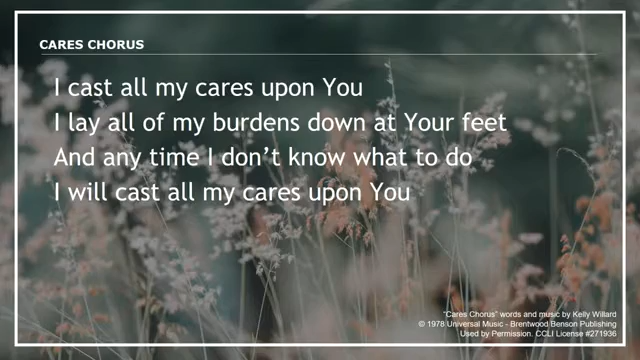 CARES CHORUS
I cast all my cares upon You
I lay all of my burdens down at Your feet
And any time I don’t know what to do
I will cast all my cares upon You
"Cares Chorus" words and music by Kelly Willard
© 1978 Universal Music - Brentwood Benson Publishing
Used by Permission. CCLI License #271936